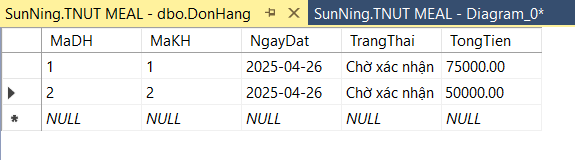 SunNing.TNUT MEAL - dbo.DonHang SunNing.TNUT MEAL - Diagram_0*
MaDH MaKH NgayDat TrangThai TongTien
1 1 2025-04-26 Chờ xác nhận 75000.00
2 2 2025-04-26 Chờ xác nhận 50000.00
* NULL NULL NULL NULL NULL